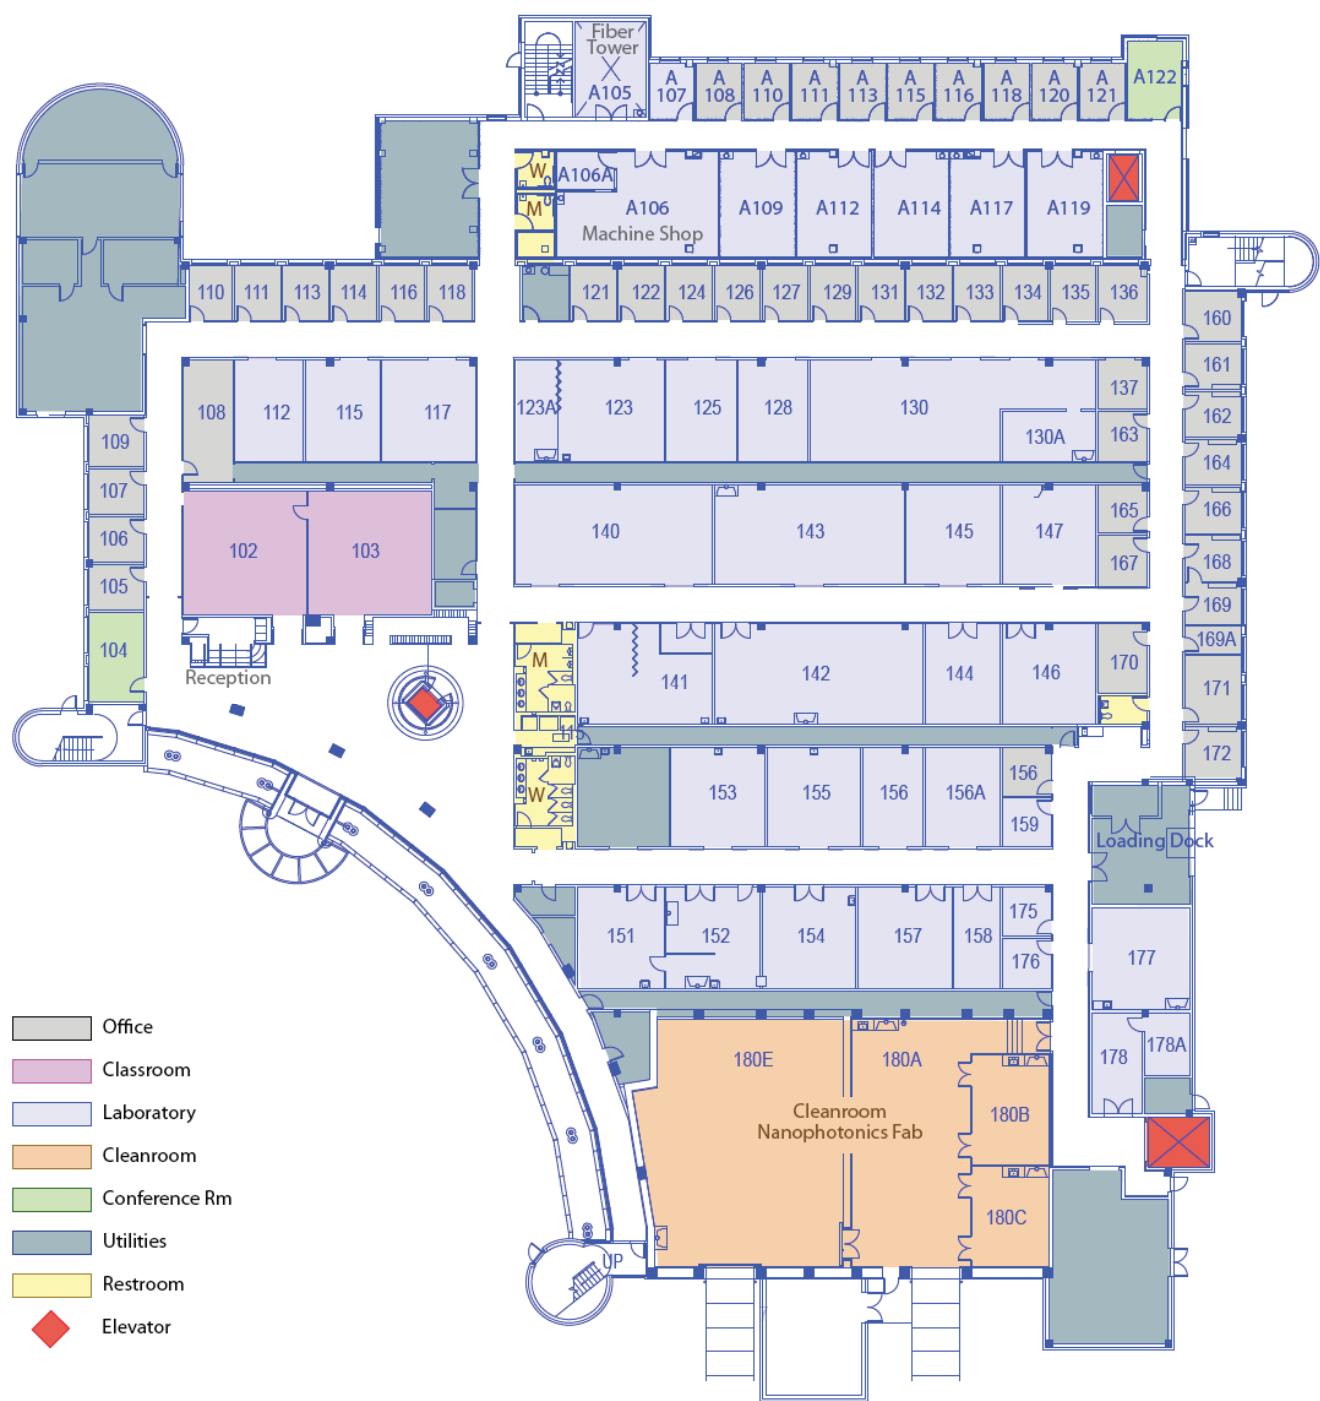 Fiber
Tower
A105
A
107
A
108
A
110
A
111
A
113
A
115
A
116
A
118
A
120
A
121
A122
W
A106A
M
A106
Machine Shop
A109
A112
A114
A117
A119
110
111
113
114
116
118
121
122
124
126
127
129
131
132
133
134
135
136
160
161
162
164
166
168
169
169A
171
172
108
112
115
117
123A
123
125
128
130
130A
137
163
109
107
106
105
104
102
103
140
143
145
147
165
167
Reception
M
141
142
144
146
170
115
W
153
155
156
156A
156
159
Loading Dock
151
152
154
157
158
175
176
177
178
178A
180E
180A
180B
180C
Cleanroom
Nanophotonics Fab
UP
Office
Classroom
Laboratory
Cleanroom
Conference Rm
Utilities
Restroom
Elevator